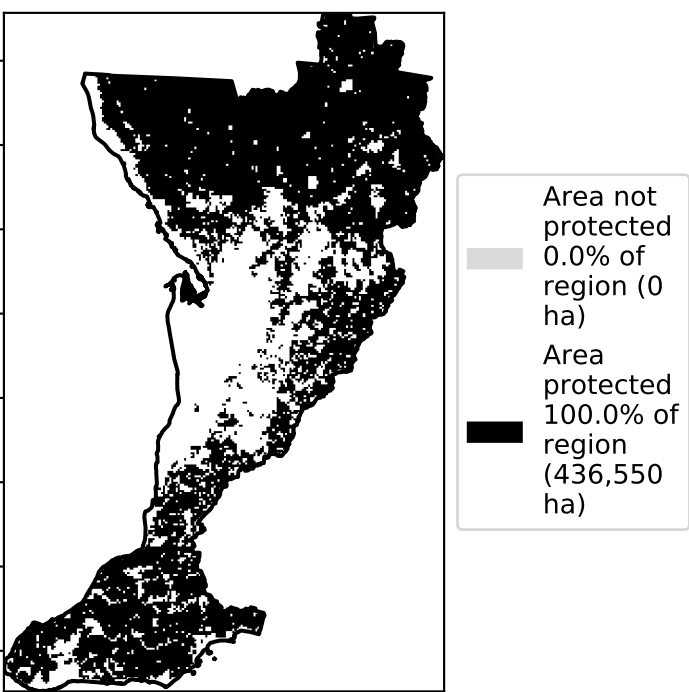 Area not
protected
0.0% of
region (0
ha)
Area
protected
100.0% of
region
(436,550
ha)